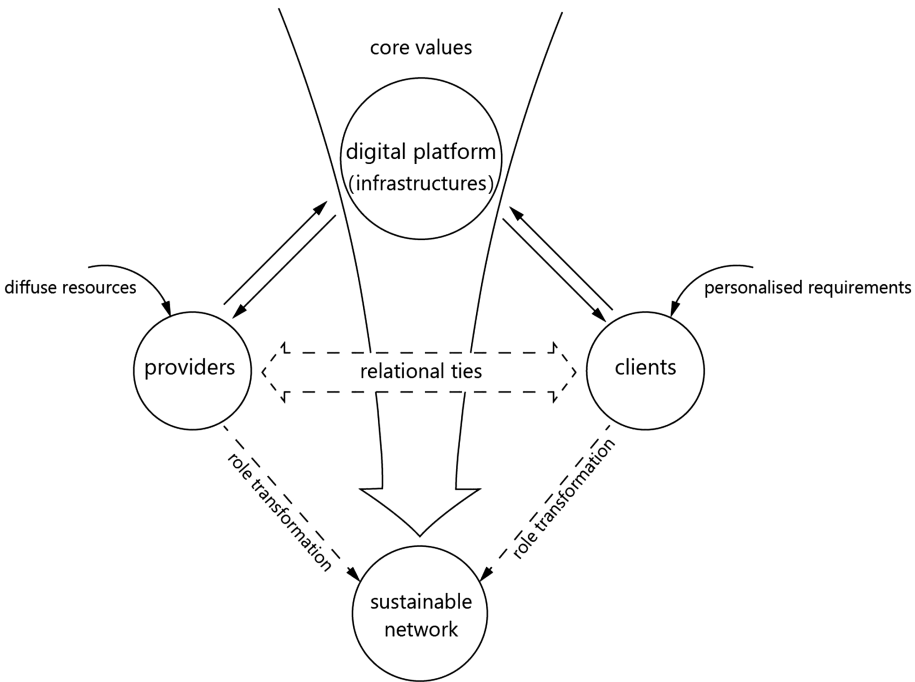 core values
digital platform
(infrastructures)
diffuse resources
personalised requirements
providers
relational ties
clients
role transformation
role transformation
sustainable
network